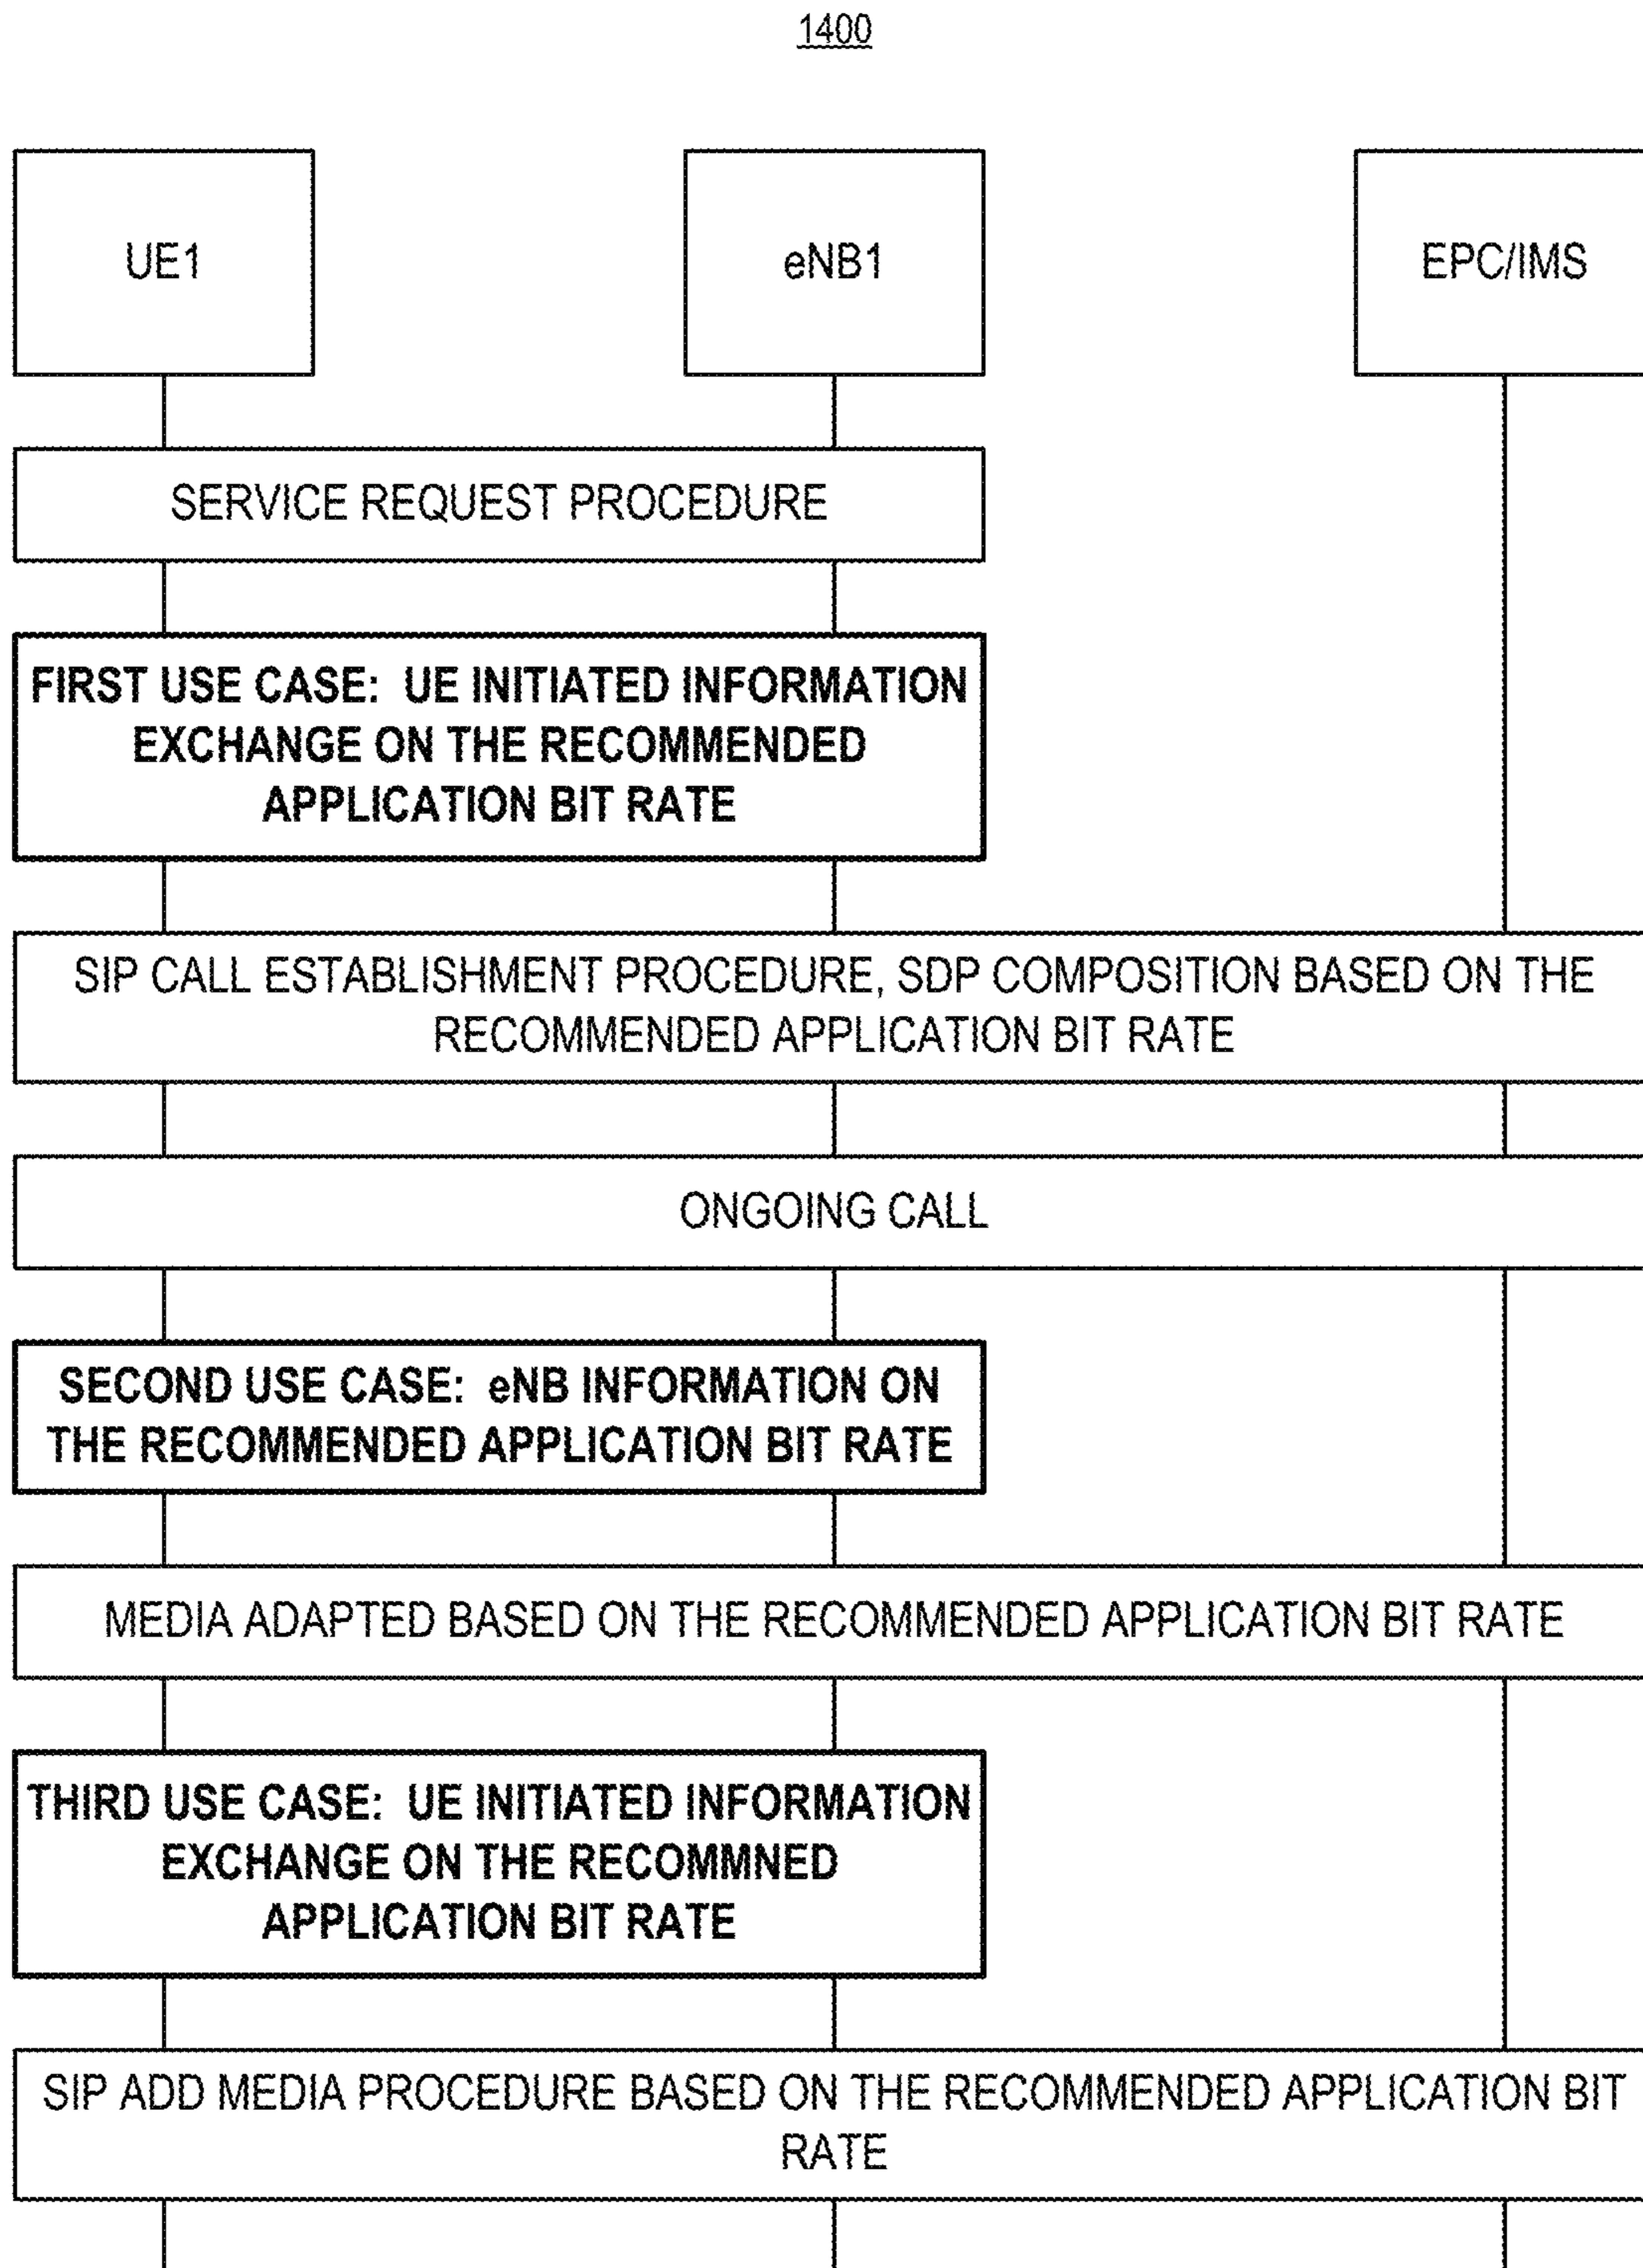 1400
UE1
eNB1
EPC/IMS
SERVICE REQUEST PROCEDURE
FIRST USE CASE: UE INITIATED INFORMATION
EXCHANGE ON THE RECOMMENDED
APPLICATION BIT RATE
SIP CALL ESTABLISHMENT PROCEDURE, SDP COMPOSITION BASED ON THE
RECOMMENDED APPLICATION BIT RATE
ONGOING CALL
SECOND USE CASE: eNB INFORMATION ON
THE RECOMMENDED APPLICATION BIT RATE
MEDIA ADAPTED BASED ON THE RECOMMENDED APPLICATION BIT RATE
THIRD USE CASE: UE INITIATED INFORMATION
EXCHANGE ON THE RECOMMNED
APPLICATION BIT RATE
SIP ADD MEDIA PROCEDURE BASED ON THE RECOMMENDED APPLICATION BIT
RATE